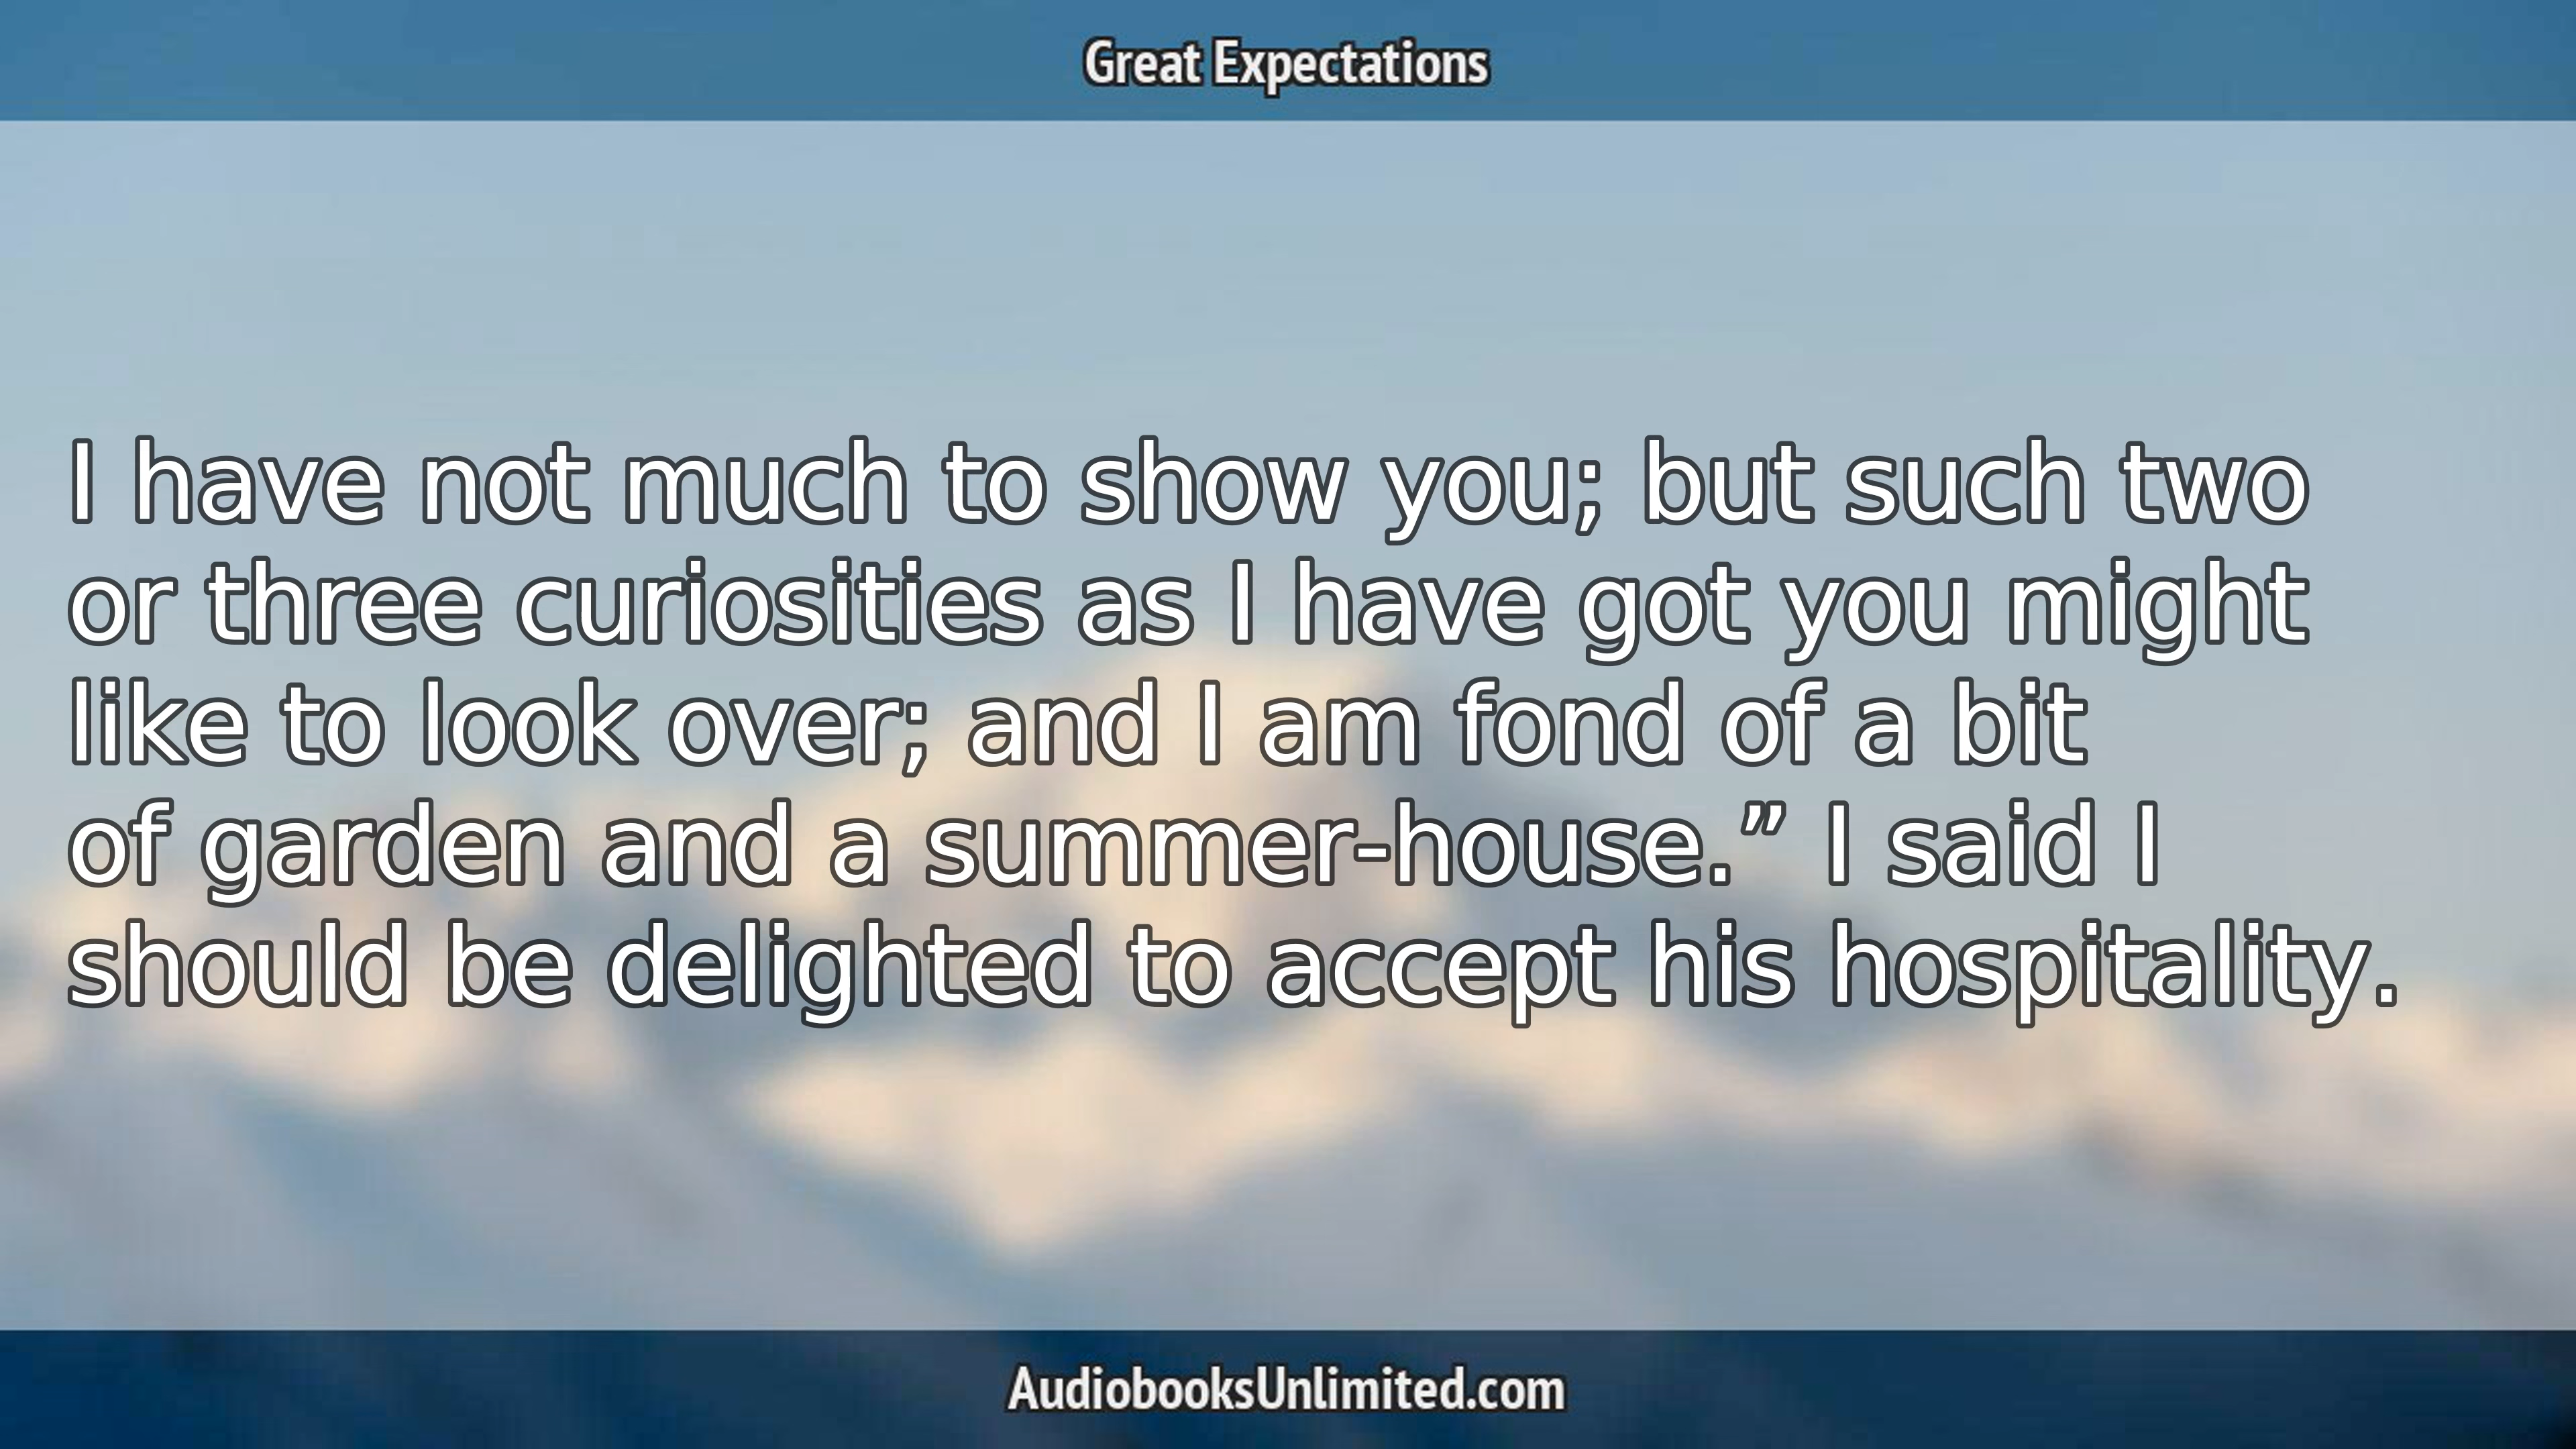 Great Expectations
I have not much to show you; but such two
or three curiosities as I have got you might
like to look over; and I am fond of a bit
of garden and a summer-house.” I said I
should be delighted to accept his hospitality.
AudiobooksUnlimited.com